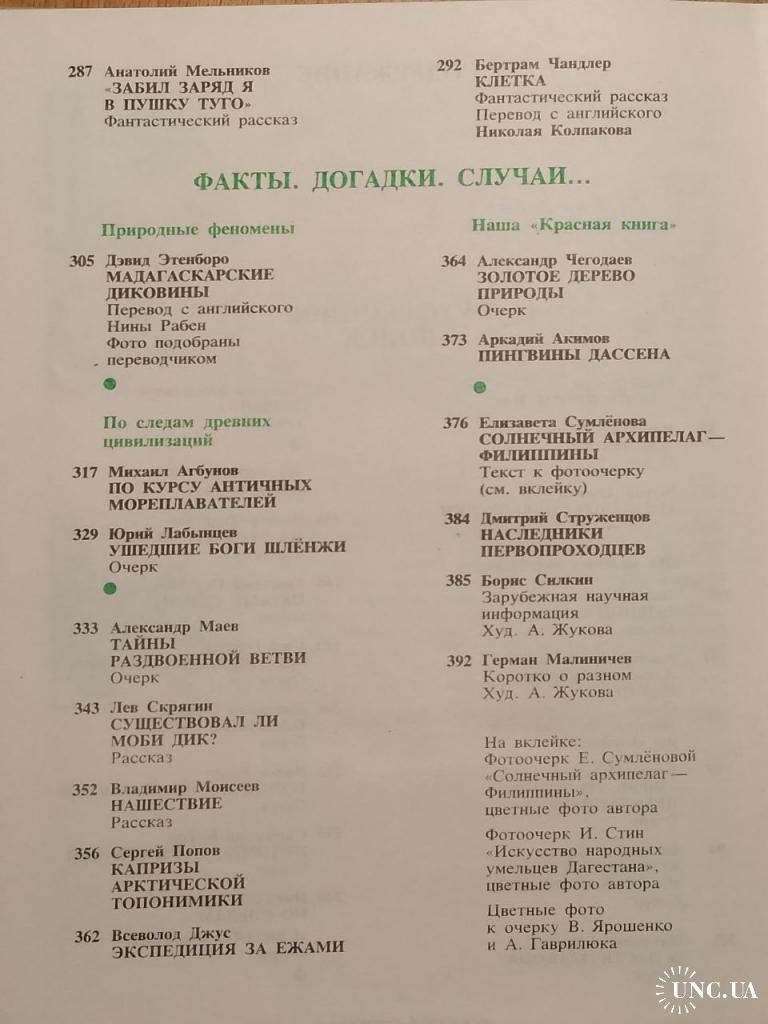 287 Анатолий Мельников
«ЗАБИЛ ЗАРЯД Я
В ПУШКУ ТУГО»
Фантастический рассказ
292 Бертрам Чандлер
КЛЕТКА
Фантастический рассказ
Перевод с английского
Николая Колпакова
ФАКТЫ. ДОГАДКИ. СЛУЧАИ...
Природные феномены
305 Дэвид Этенборо
МАДАГАСКАРСКИЕ
ДИКОВИНЫ
Перевод с английского
Нины Рабен
Фото подобраны
переводчиком
По следам древних
цивилизаций
317 Михаил Агбунов
ПО КУРСУ АНТИЧНЫХ
МОРЕПЛАВАТЕЛЕЙ
329 Юрий Лабынцев
УШЕДШИЕ БОГИ ШЛЁНЖИ
Очерк
333 Александр Маев
ТАЙНЫ
РАЗДВОЕННОЙ ВЕТВИ
Очерк
343 Лев Скрягин
СУЩЕСТВОВАЛ ЛИ
МОБИ ДИК?
Рассказ
352 Владимир Моисеев
НАШЕСТВИЕ
Рассказ
356 Сергей Попов
КАПРИЗЫ
АРКТИЧЕСКОЙ
ТОПОНИМИКИ
362 Всеволод Джус
ЭКСПЕДИЦИЯ ЗА ЕЖАМИ
Наша «Красная книга»
364 Александр Чегодаев
ЗОЛОТОЕ ДЕРЕВО
ПРИРОДЫ
Очерк
373 Аркадий Акимов
ПИНГВИНЫ ДАССЕНА
376 Елизавета Сумлёнова
СОЛНЕЧНЫЙ АРХИПЕЛАГ—
ФИЛИППИНЫ
Текст к фотоочерку
(см. вклейку)
384 Дмитрий Струженцов
НАСЛЕДНИКИ
ПЕРВОПРОХОДЦЕВ
385 Борис Силкин
Зарубежная научная
информация
Худ. А. Жукова
392 Герман Малиничев
Коротко о разном
Худ. А. Жукова
На вклейке:
Фотоочерк Е. Сумлёновой
«Солнечный архипелаг—
Филиппины»,
цветные фото автора
Фотоочерк И. Стин
«Искусство народных
умельцев Дагестана»,
цветные фото автора
Цветные фото
к очерку В. Ярошенко
и А. Гаврилюка
UNC.UA